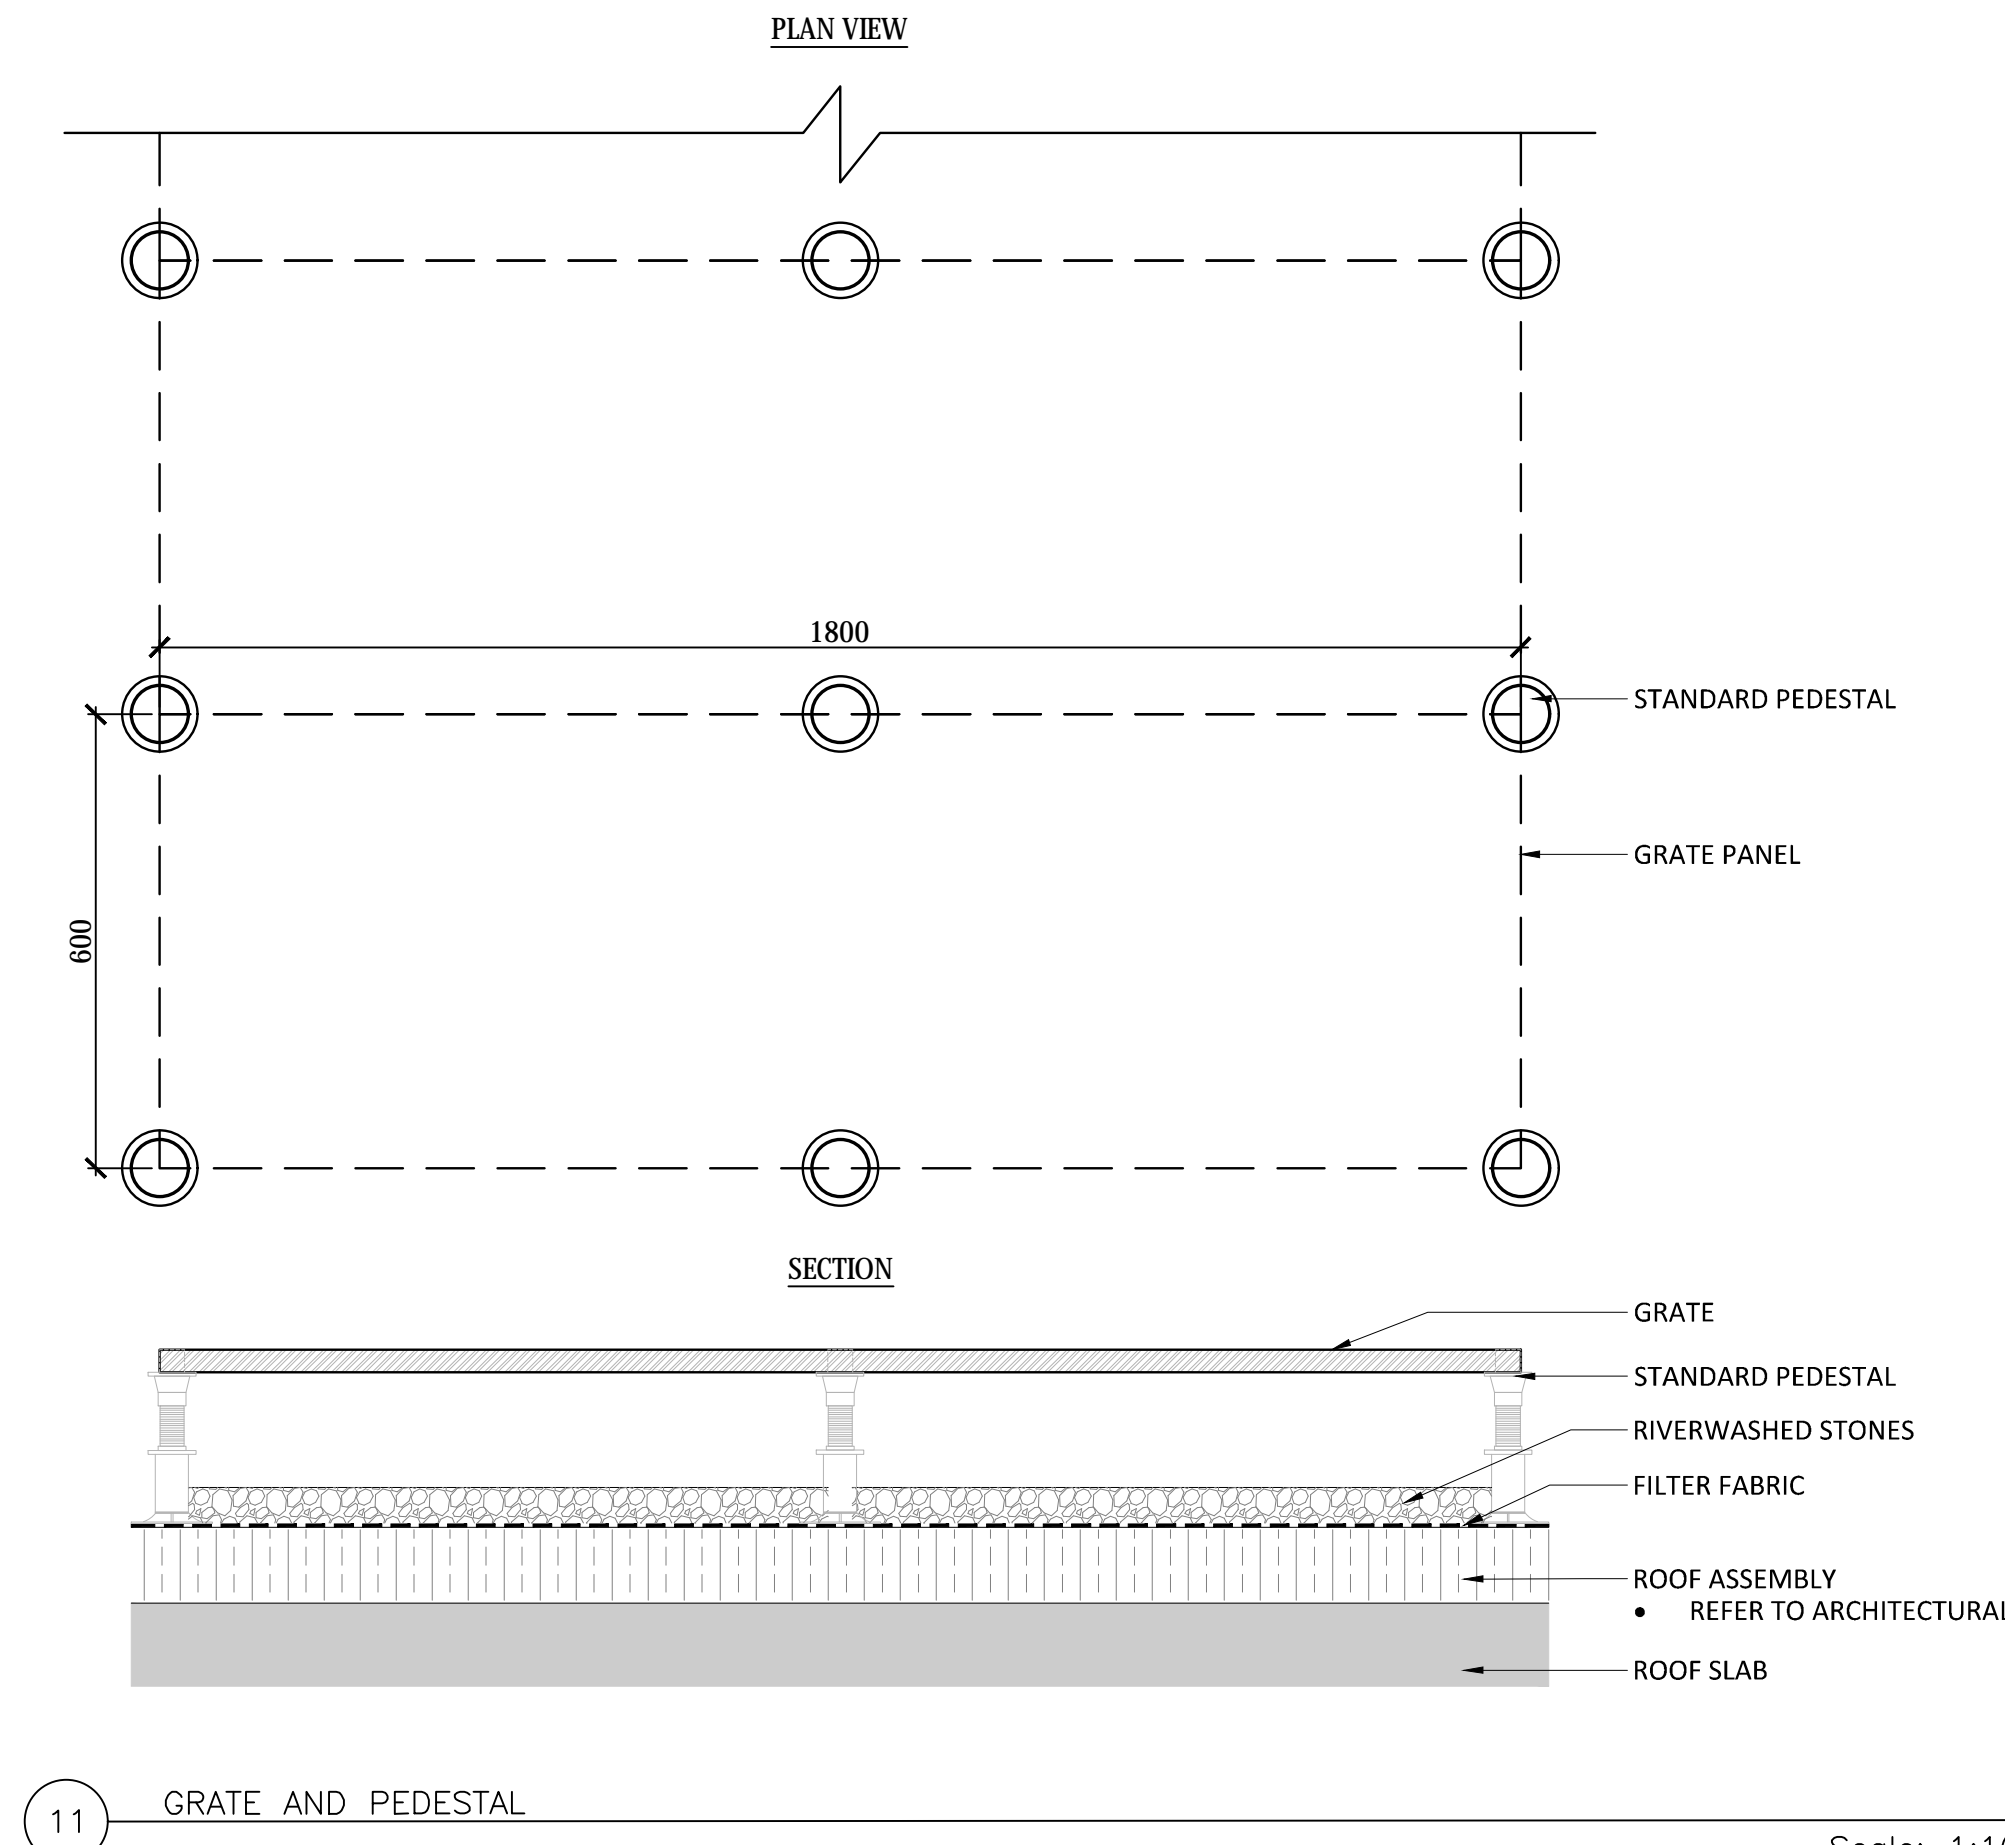 PLAN VIEW
1800
STANDARD PEDESTAL
GRATE PANEL
600
SECTION
GRATE
STANDARD PEDESTAL
RIVERWASHED STONES
FILTER FABRIC
ROOF ASSEMBLY
• REFER TO ARCHITECTURAL
ROOF SLAB
11 GRATE AND PEDESTAL